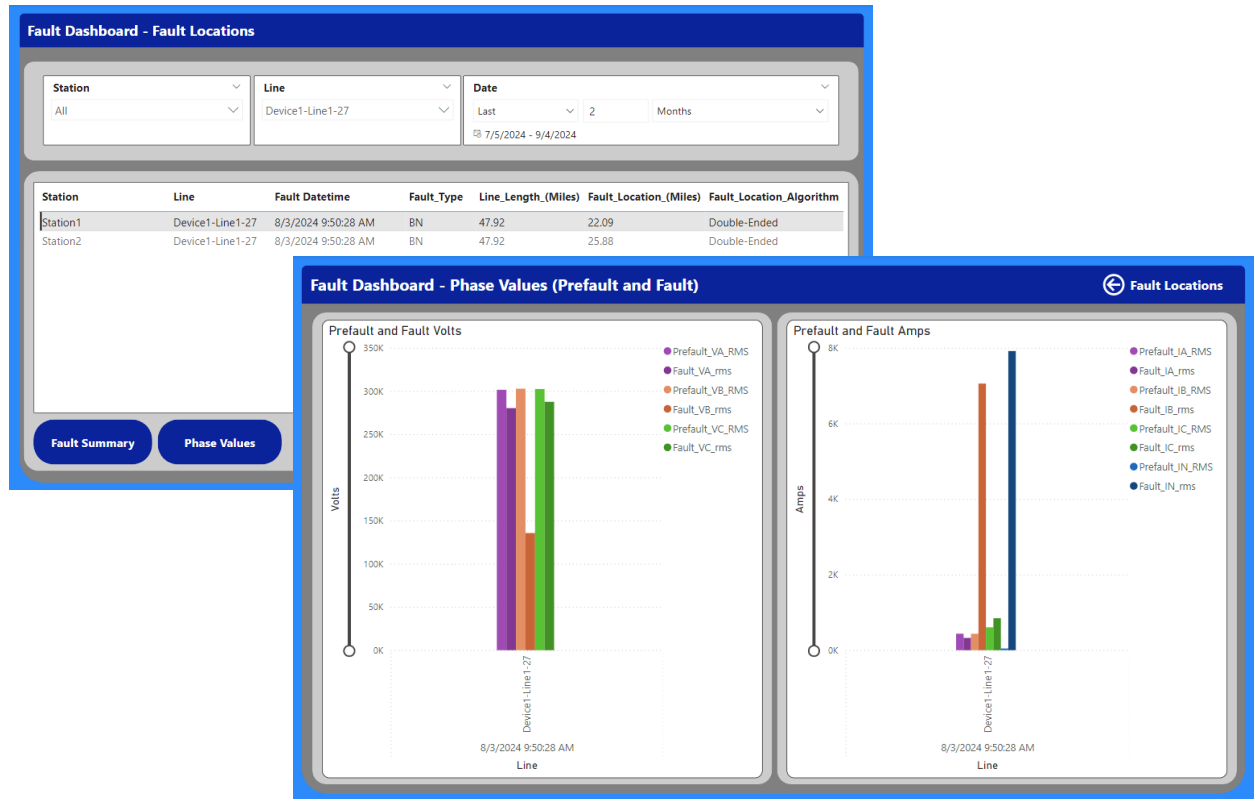 Fault Dashboard - Fault Locations
Station Line Date
All Device1-Line1-27 Last 2 Months
7/5/2024 - 9/4/2024
Station Line Fault Datetime Fault_Type Line_Length_(Miles) Fault_Location_(Miles) Fault_Location_Algorithm
Station1 Device1-Line1-27 8/3/2024 9:50:28 AM BN 47.92 22.09 Double-Ended
Station2 Device1-Line1-27 8/3/2024 9:50:28 AM BN 47.92 25.88 Double-Ended
Fault Summary Phase Values
Fault Dashboard - Phase Values (Prefault and Fault) Fault Locations
Prefault and Fault Volts
350K
300K
250K
200K
150K
100K
50K
0K
Volts
Prefault_VA_RMS
Fault_VA_rms
Prefault_VB_RMS
Fault_VB_rms
Prefault_VC_RMS
Fault_VC_rms
Device1-Line1-27
8/3/2024 9:50:28 AM
Line
Prefault and Fault Amps
8K
6K
4K
2K
0K
Amps
Prefault_IA_RMS
Fault_IA_rms
Prefault_IB_RMS
Fault_IB_rms
Prefault_IC_RMS
Fault_IC_rms
Prefault_IN_RMS
Fault_IN_rms
Device1-Line1-27
8/3/2024 9:50:28 AM
Line